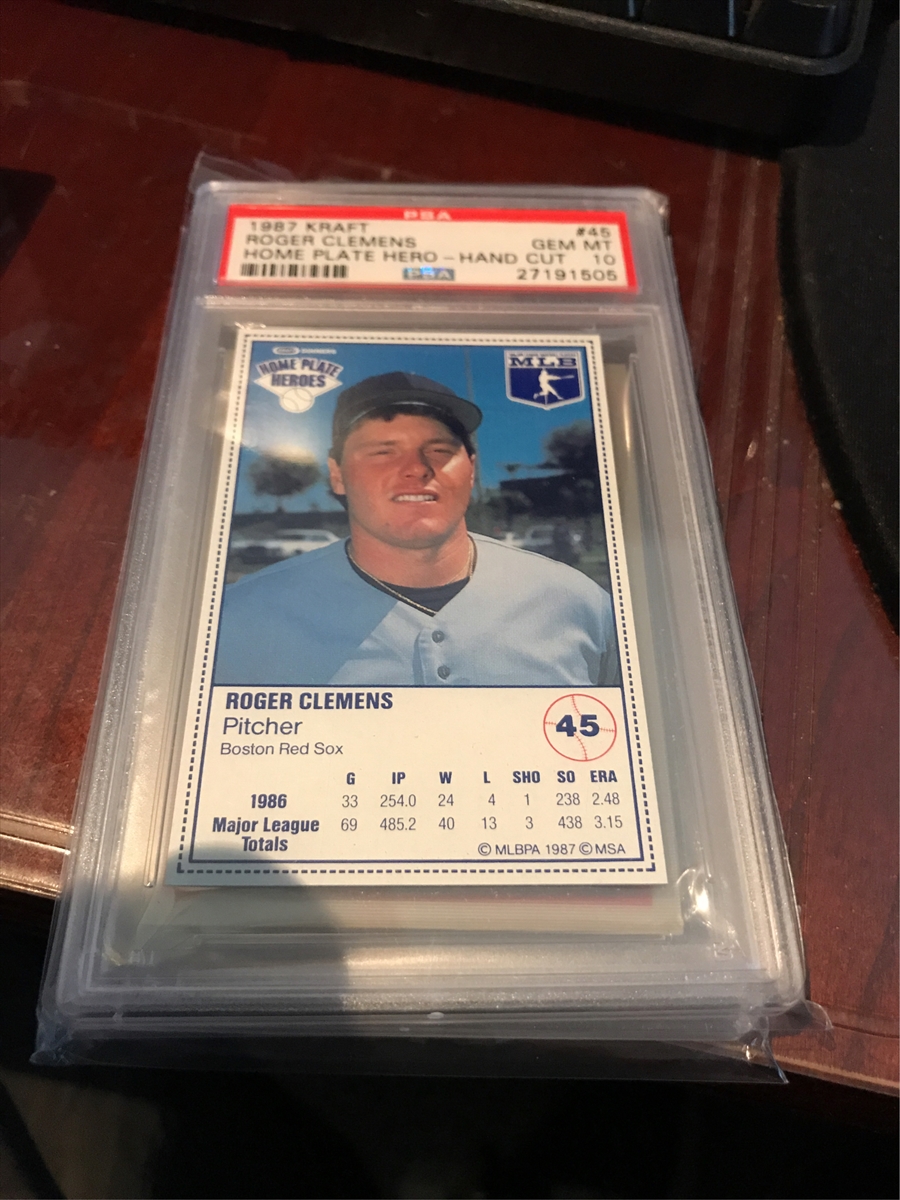 PSA
1987 KRAFT #45
ROGER CLEMENS GEM MT
HOME PLATE HERO - HAND CUT 10
PSA 27191505
DINNERS
HOME PLATE
HEROES
MLB
ROGER CLEMENS
Pitcher
Boston Red Sox
45
G IP W L SHO SO ERA
1986 33 254.0 24 4 1 238 2.48
Major League 69 485.2 40 13 3 438 3.15
Totals
© MLBPA 1987 © MSA